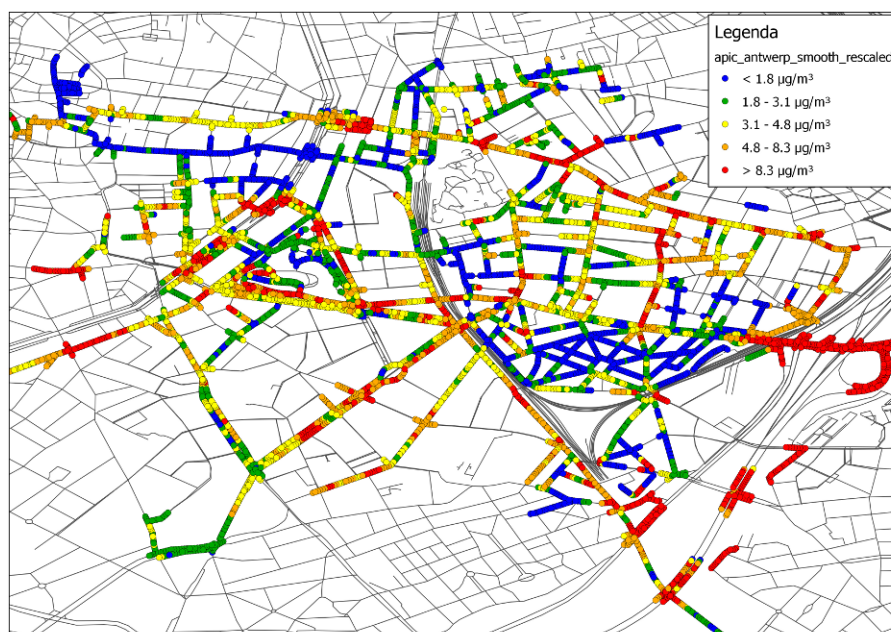 Legenda
apic_antwerp_smooth_rescaled
< 1.8 µg/m³
1.8 - 3.1 µg/m³
3.1 - 4.8 µg/m³
4.8 - 8.3 µg/m³
> 8.3 µg/m³